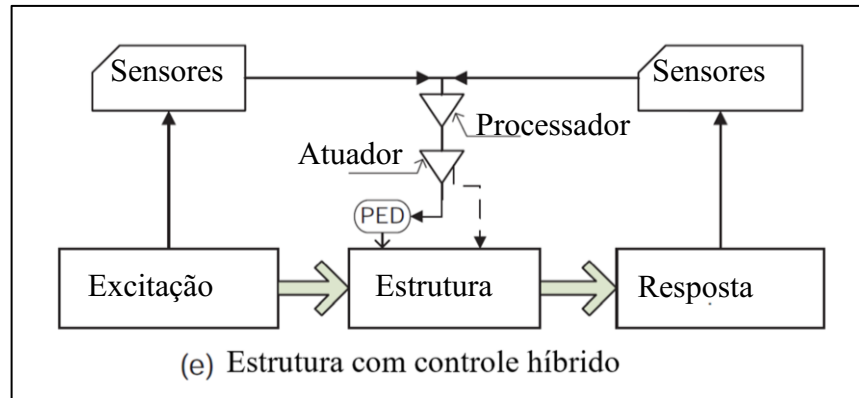 Sensores
Sensores
Processador
Atuador
PED
Excitação
Estrutura
Resposta
(e) Estrutura com controle híbrido